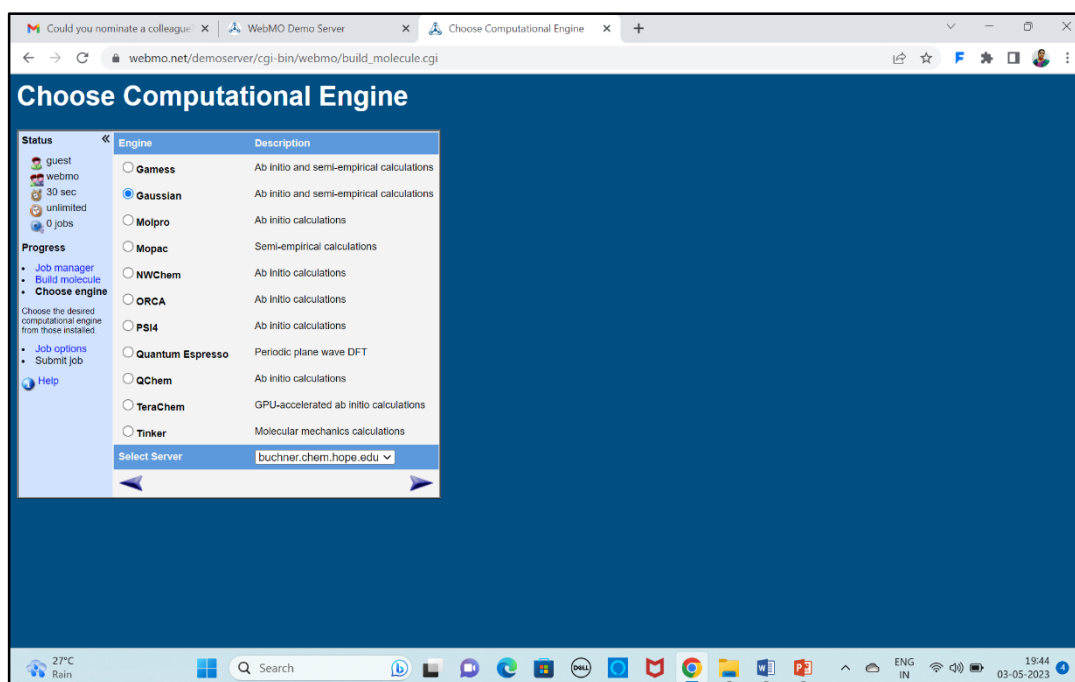 Could you nominate a colleague
WebMO Demo Server
Choose Computational Engine
webmo.net/demoserver/cgi-bin/webmo/build_molecule.cgi
Choose Computational Engine
Status
guest
webmo
30 sec
unlimited
0 jobs
Progress
Job manager
Build molecule
Choose engine
Choose the desired
computational engine
from those installed.
Job options
Submit job
Help
Engine Description
Gamess Ab initio and semi-empirical calculations
Gaussian Ab initio and semi-empirical calculations
Molpro Ab initio calculations
Mopac Semi-empirical calculations
NWChem Ab initio calculations
ORCA Ab initio calculations
PSI4 Ab initio calculations
Quantum Espresso Periodic plane wave DFT
QChem Ab initio calculations
TeraChem GPU-accelerated ab initio calculations
Tinker Molecular mechanics calculations
Select Server buchner.chem.hope.edu
27°C
Rain
Search
DELL
ENG
IN
19:44
03-05-2023
4